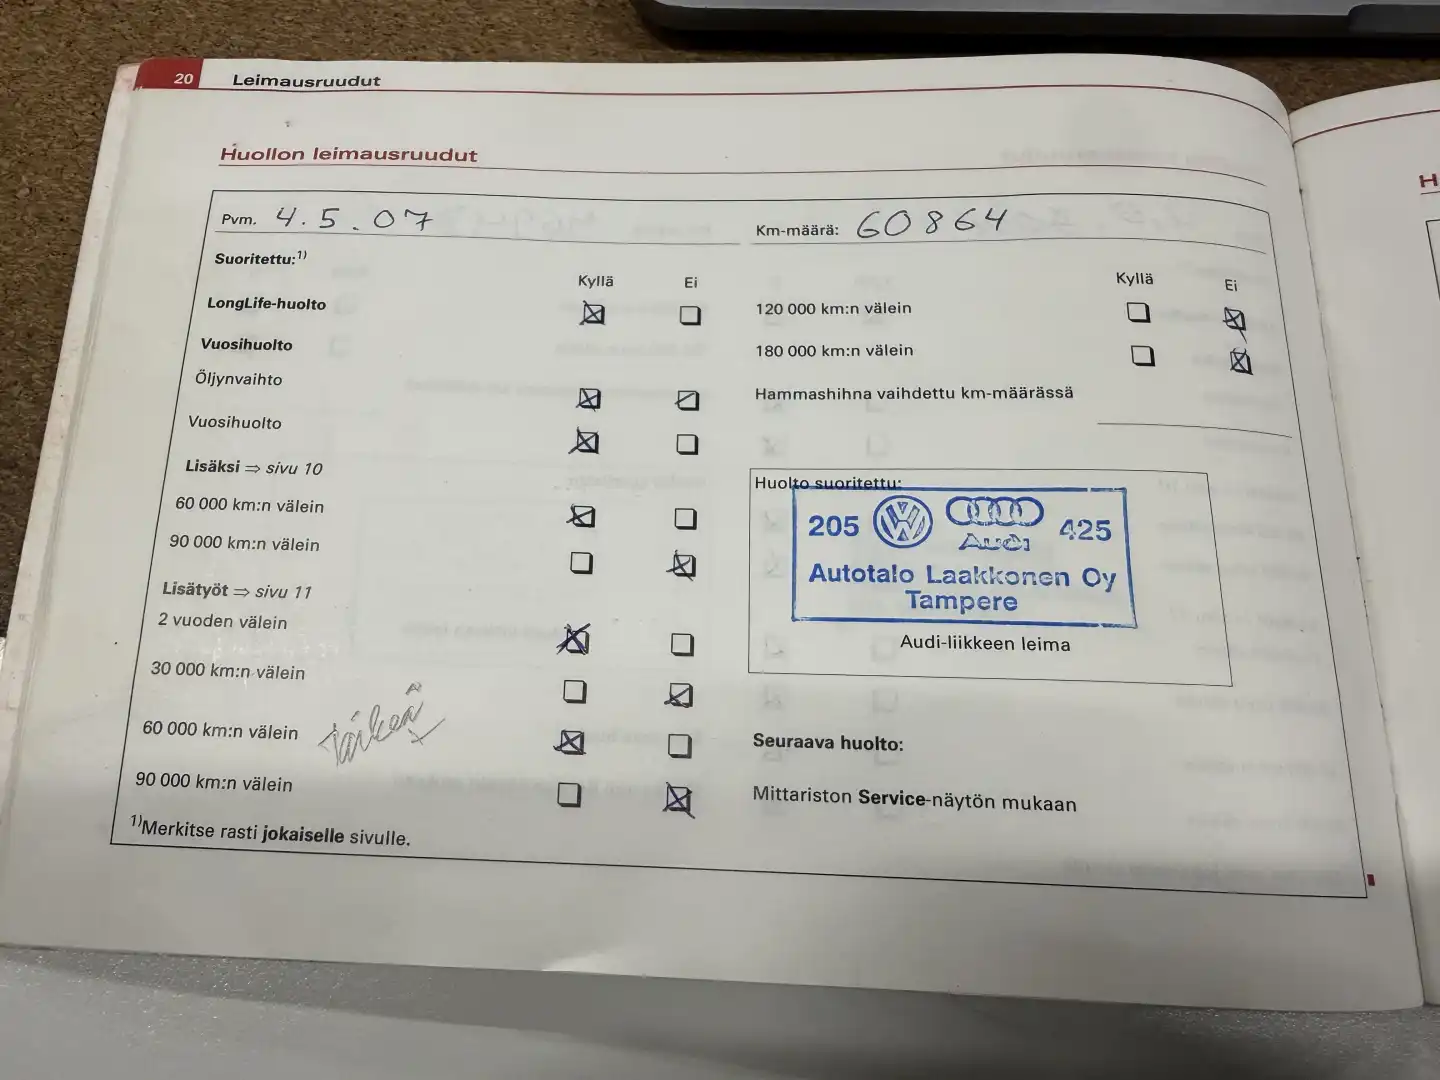 20 Leimausruudut
Huollon leimausruudut
Pvm. 4.5.07
Km-määrä: 60864
Suoritettu:1)
Kyllä Ei
LongLife-huolto
Vuosihuolto
Öljynvaihto
Vuosihuolto
Lisäksi ⇒ sivu 10
60 000 km:n välein
90 000 km:n välein
Lisätyöt ⇒ sivu 11
2 vuoden välein
30 000 km:n välein
60 000 km:n välein
90 000 km:n välein
1)Merkitse rasti jokaiselle sivulle.
Kyllä Ei
120 000 km:n välein
180 000 km:n välein
Hammashihna vaihdettu km-määrässä
Huolto suoritettu:
205 VW Audi 425
Autotalo Laakkonen Oy
Tampere
Audi-liikkeen leima
Seuraava huolto:
Mittariston Service-näytön mukaan
H